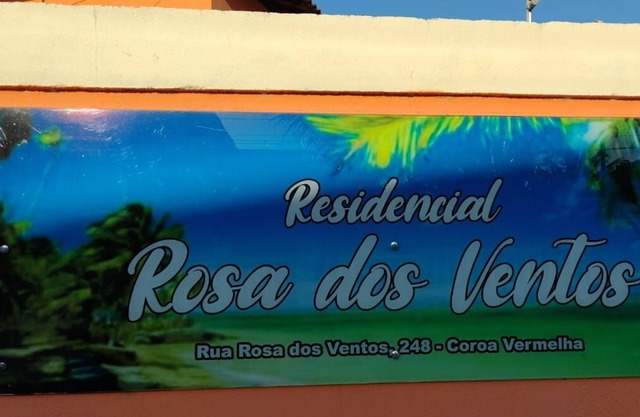 Residencial
Rosa dos Ventos
Rua Rosa dos Ventos, 248 - Coroa Vermelha